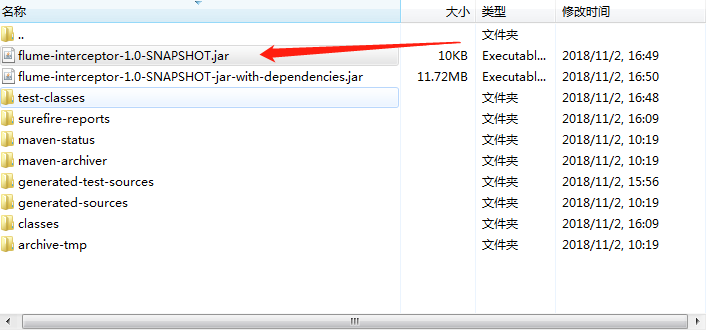 名称 大小 类型 修改时间
.. 文件夹
flume-interceptor-1.0-SNAPSHOT.jar 10KB Executabl... 2018/11/2, 16:49
flume-interceptor-1.0-SNAPSHOT-jar-with-dependencies.jar 11.72MB Executabl... 2018/11/2, 16:50
test-classes 文件夹 2018/11/2, 16:48
surefire-reports 文件夹 2018/11/2, 16:09
maven-status 文件夹 2018/11/2, 10:19
maven-archiver 文件夹 2018/11/2, 10:19
generated-test-sources 文件夹 2018/11/2, 15:56
generated-sources 文件夹 2018/11/2, 10:19
classes 文件夹 2018/11/2, 16:09
archive-tmp 文件夹 2018/11/2, 10:19